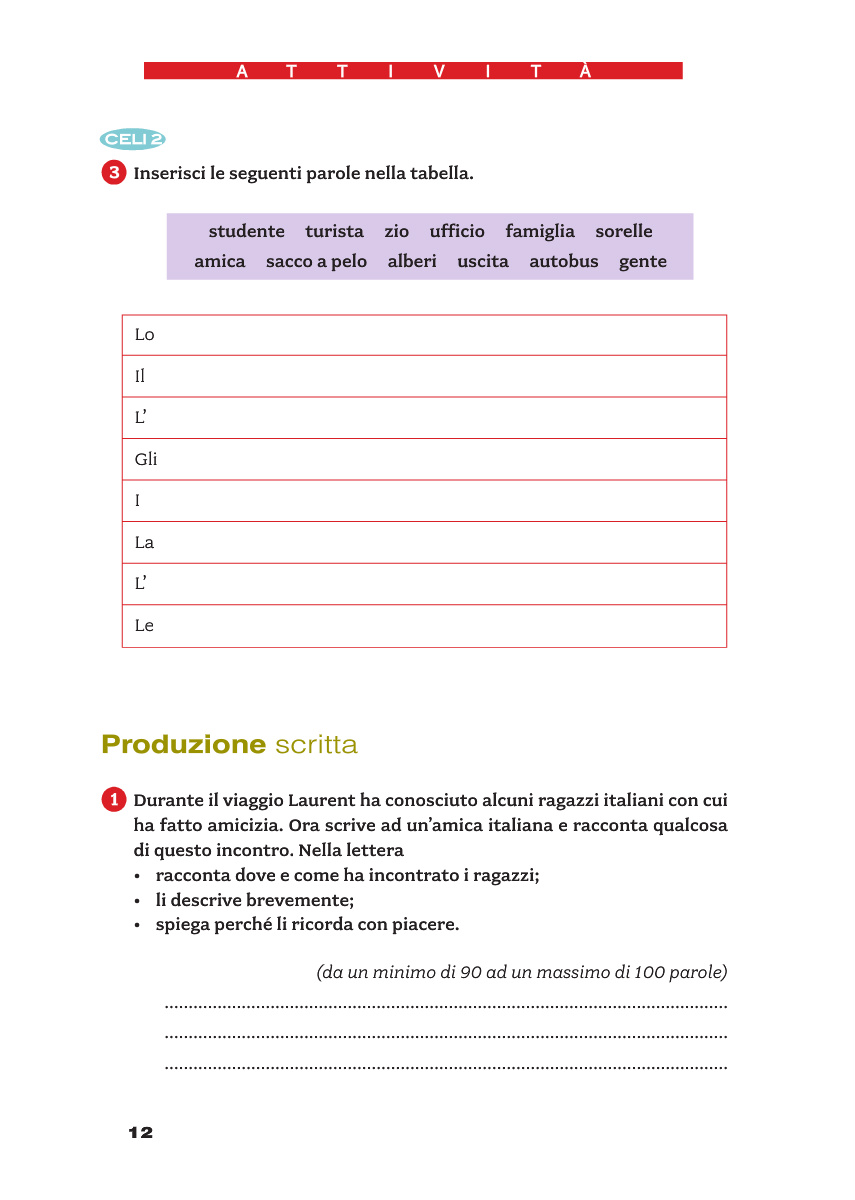 ATTIVITÀ
CELI 2
3 Inserisci le seguenti parole nella tabella.
studente turista zio ufficio famiglia sorelle
amica sacco a pelo alberi uscita autobus gente
Lo
Il
L’
Gli
I
La
L’
Le
Produzione scritta
1 Durante il viaggio Laurent ha conosciuto alcuni ragazzi italiani con cui
ha fatto amicizia. Ora scrive ad un’amica italiana e racconta qualcosa
di questo incontro. Nella lettera
• racconta dove e come ha incontrato i ragazzi;
• li descrive brevemente;
• spiega perché li ricorda con piacere.
(da un minimo di 90 ad un massimo di 100 parole)
12